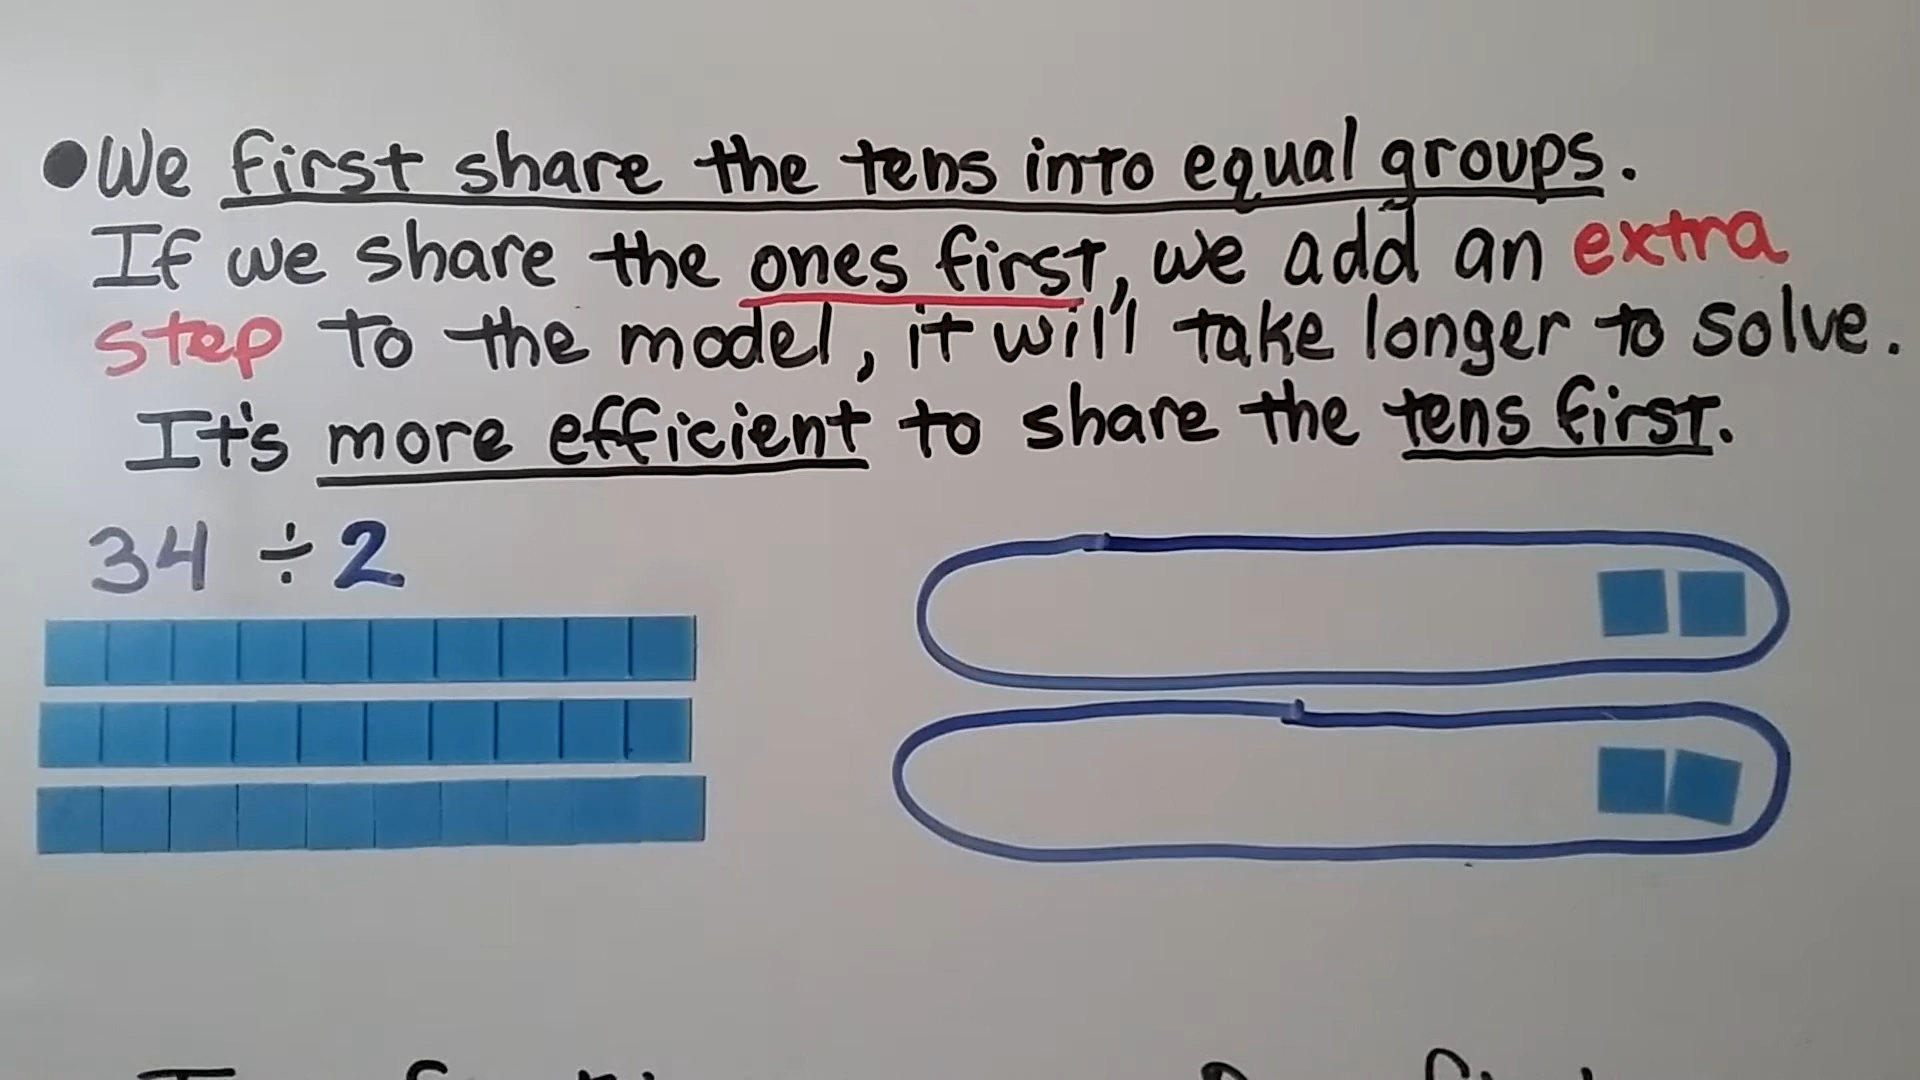 ●We first share the tens into equal groups.
If we share the ones first, we add an extra
step to the model, it will take longer to solve.
It's more efficient to share the tens first.
34 ÷ 2